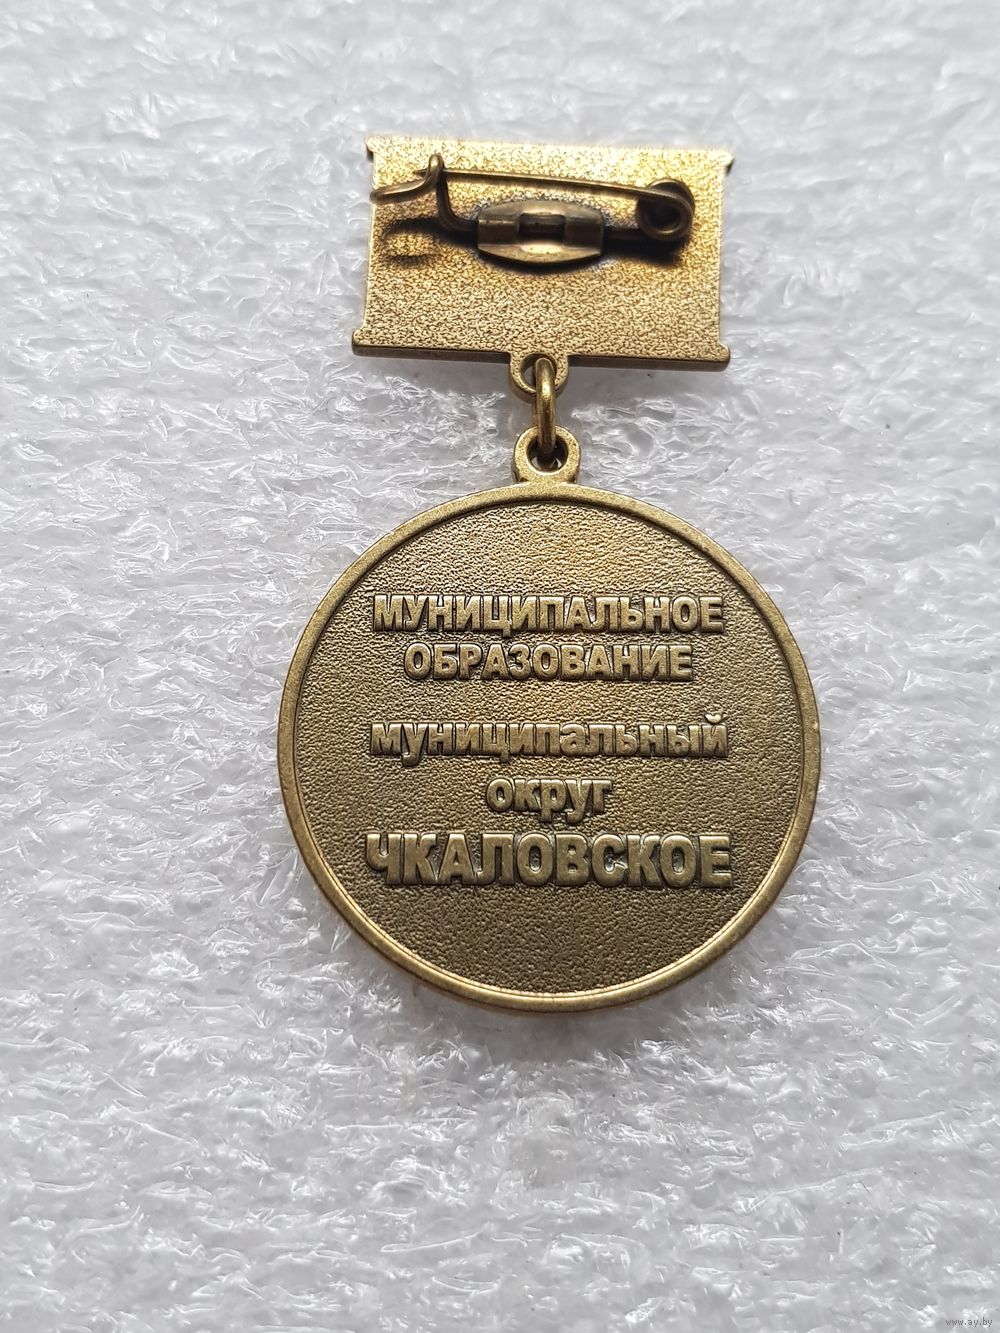 МУНИЦИПАЛЬНОЕ
ОБРАЗОВАНИЕ
муниципальный
округ
ЧКАЛОВСКОЕ
www.ay.by